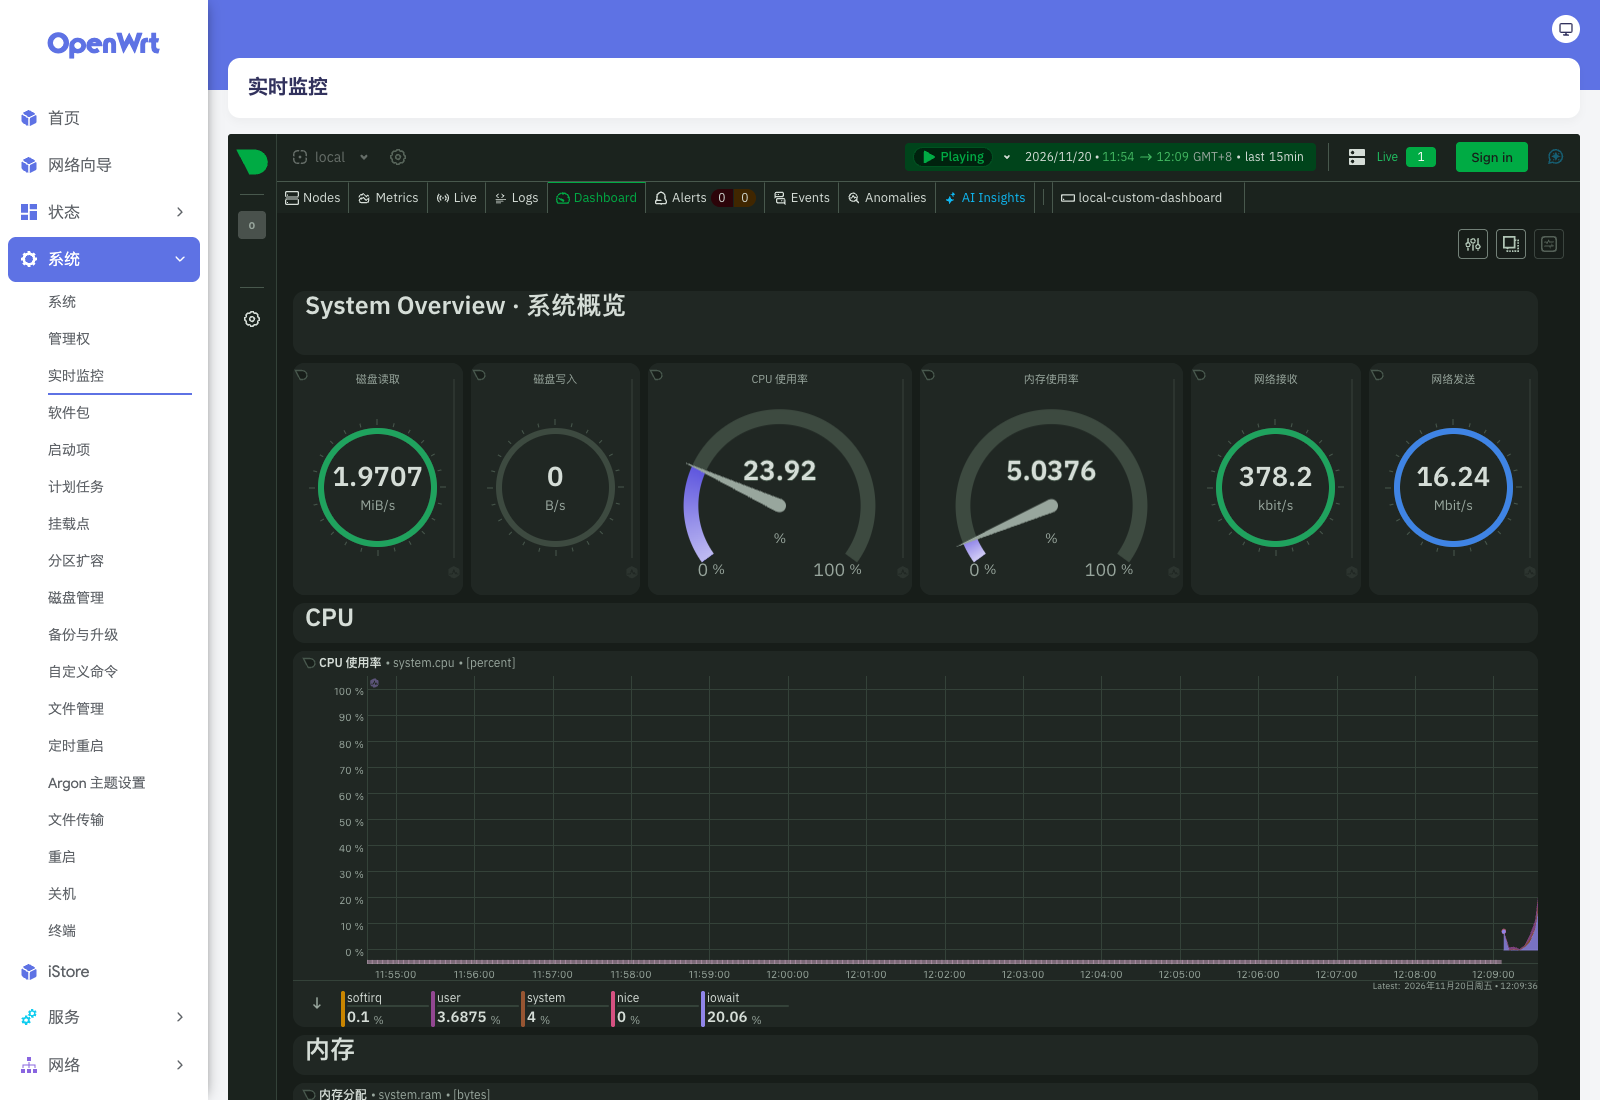 OpenWrt
首页
网络向导
状态
系统
系统
管理权
实时监控
软件包
启动项
计划任务
挂载点
分区扩容
磁盘管理
备份与升级
自定义命令
文件管理
定时重启
Argon 主题设置
文件传输
重启
关机
终端
iStore
服务
网络
实时监控
local
Playing 2026/11/20 • 11:54 → 12:09 GMT+8 • last 15min
Live 1
Sign in
0
Nodes Metrics Live Logs Dashboard Alerts 0 0 Events Anomalies AI Insights local-custom-dashboard
System Overview · 系统概览
磁盘读取
1.9707
MiB/s
磁盘写入
0
B/s
CPU 使用率
23.92
%
0 % 100 %
内存使用率
5.0376
%
0 % 100 %
网络接收
378.2
kbit/s
网络发送
16.24
Mbit/s
CPU
CPU 使用率 • system.cpu • [percent]
100 %
90 %
80 %
70 %
60 %
50 %
40 %
30 %
20 %
10 %
0 %
11:55:00 11:56:00 11:57:00 11:58:00 11:59:00 12:00:00 12:01:00 12:02:00 12:03:00 12:04:00 12:05:00 12:06:00 12:07:00 12:08:00 12:09:00
Latest: 2026年11月20日周五 • 12:09:36
softirq user system nice iowait
0.1 % 3.6875 % 4 % 0 % 20.06 %
内存
内存分配 • system.ram • [bytes]